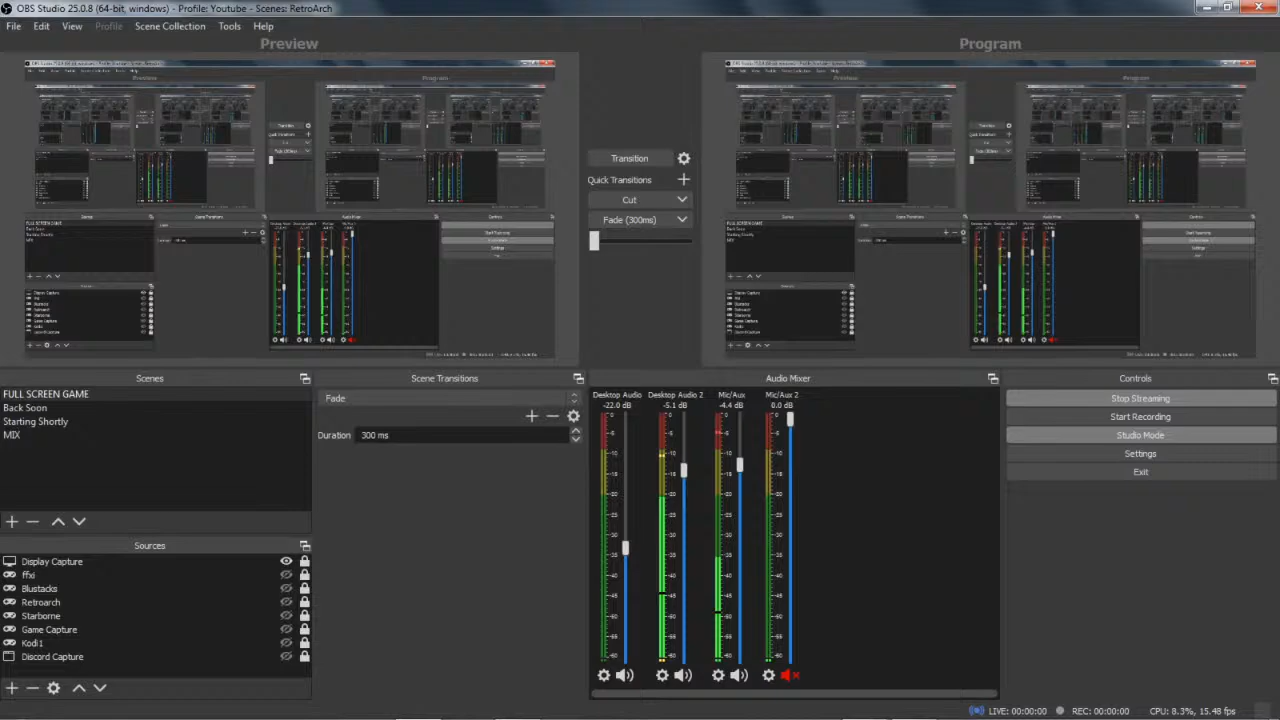 OBS Studio 25.0.8 (64-bit, windows) - Profile: Youtube - Scenes: RetroArch
File Edit View Profile Scene Collection Tools Help
Preview
Program
Transition
Quick Transitions
Cut
Fade (300ms)
Scenes
FULL SCREEN GAME
Back Soon
Starting Shortly
MIX
Sources
Display Capture
ffxi
Blustacks
Retroarch
Starborne
Game Capture
Kodi1
Discord Capture
Scene Transitions
Fade
Duration 300 ms
Audio Mixer
Desktop Audio Desktop Audio 2 Mic/Aux Mic/Aux 2
-22.0 dB -5.1 dB -4.4 dB 0.0 dB
Controls
Stop Streaming
Start Recording
Studio Mode
Settings
Exit
LIVE: 00:00:00 REC: 00:00:00 CPU: 8.3%, 15.48 fps